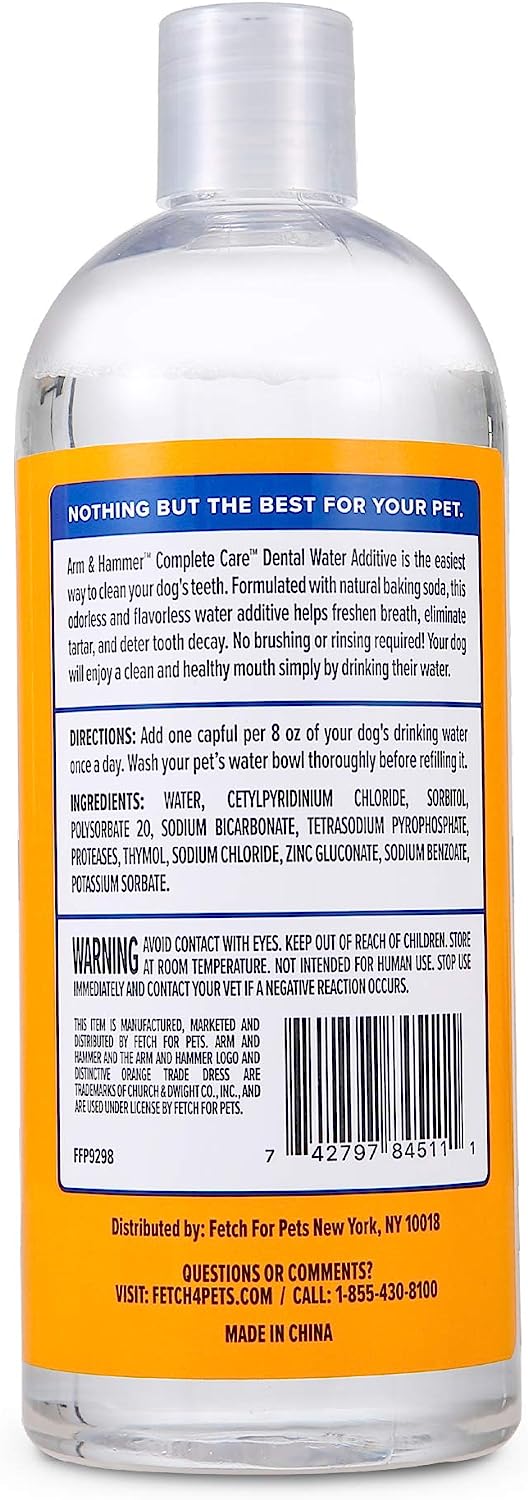 NOTHING BUT THE BEST FOR YOUR PET.
Arm & Hammer™ Complete Care™ Dental Water Additive is the easiest
way to clean your dog's teeth. Formulated with natural baking soda, this
odorless and flavorless water additive helps freshen breath, eliminate
tartar, and deter tooth decay. No brushing or rinsing required! Your dog
will enjoy a clean and healthy mouth simply by drinking their water.
DIRECTIONS: Add one capful per 8 oz of your dog's drinking water
once a day. Wash your pet's water bowl thoroughly before refilling it.
INGREDIENTS: WATER, CETYLPYRIDINIUM CHLORIDE, SORBITOL,
POLYSORBATE 20, SODIUM BICARBONATE, TETRASODIUM PYROPHOSPHATE,
PROTEASES, THYMOL, SODIUM CHLORIDE, ZINC GLUCONATE, SODIUM BENZOATE,
POTASSIUM SORBATE.
WARNING AVOID CONTACT WITH EYES. KEEP OUT OF REACH OF CHILDREN. STORE
AT ROOM TEMPERATURE. NOT INTENDED FOR HUMAN USE. STOP USE
IMMEDIATELY AND CONTACT YOUR VET IF A NEGATIVE REACTION OCCURS.
THIS ITEM IS MANUFACTURED, MARKETED AND
DISTRIBUTED BY FETCH FOR PETS. ARM AND
HAMMER AND THE ARM AND HAMMER LOGO AND
DISTINCTIVE ORANGE TRADE DRESS ARE
TRADEMARKS OF CHURCH & DWIGHT CO., INC., AND
ARE USED UNDER LICENSE BY FETCH FOR PETS.
FFP9298
7 42797 84511 1
Distributed by: Fetch For Pets New York, NY 10018
QUESTIONS OR COMMENTS?
VISIT: FETCH4PETS.COM / CALL: 1-855-430-8100
MADE IN CHINA